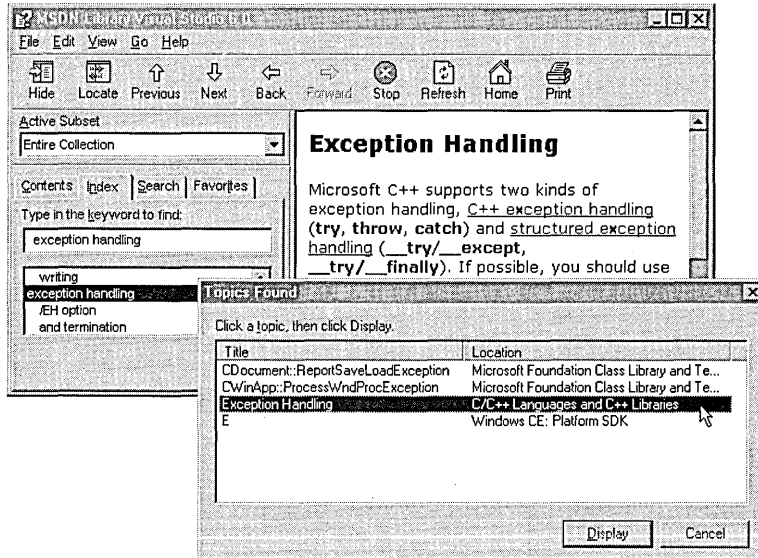 MSDN Library Visual Studio 6.0
File Edit View Go Help
Hide Locate Previous Next Back Forward Stop Refresh Home Print
Active Subset
Entire Collection
Contents Index Search Favorites
Type in the keyword to find:
exception handling
writing
exception handling
/EH option
and termination
Exception Handling
Microsoft C++ supports two kinds of
exception handling, C++ exception handling
(try, throw, catch) and structured exception
handling (__try/__except,
__try/__finally). If possible, you should use
Topics Found
Click a topic, then click Display.
Title Location
CDocument::ReportSaveLoadException Microsoft Foundation Class Library and Te...
CWinApp::ProcessWndProcException Microsoft Foundation Class Library and Te...
Exception Handling C/C++ Languages and C++ Libraries
E Windows CE: Platform SDK
Display Cancel